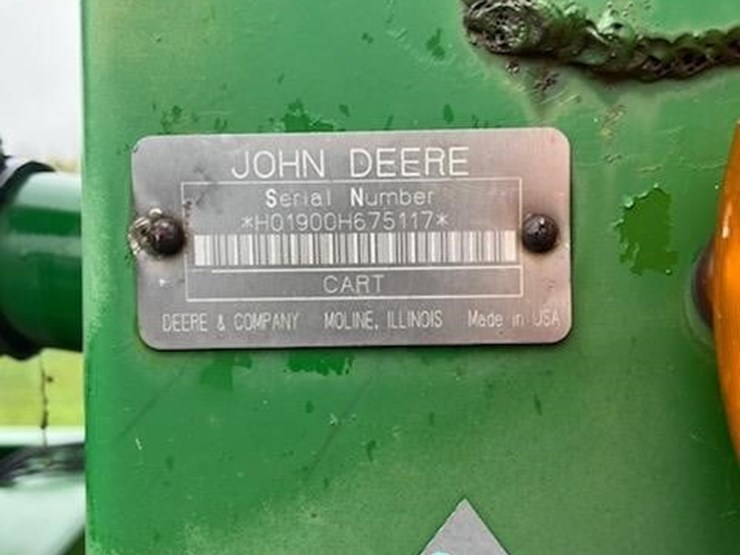 JOHN DEERE
Serial Number
*H01900H675117*
CART
DEERE & COMPANY MOLINE, ILLINOIS Made in USA